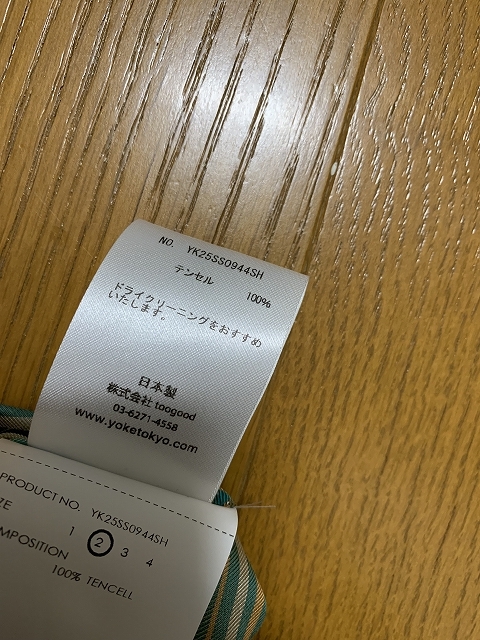 NO. YK25SS0944SH
テンセル 100%
ドライクリーニングをおすすめ
いたします。
日本製
株式会社 toogood
03-6271-4558
www.yoketokyo.com
PRODUCT NO. YK25SS0944SH
ZE 1 2 3 4
MPOSITION
100% TENCELL